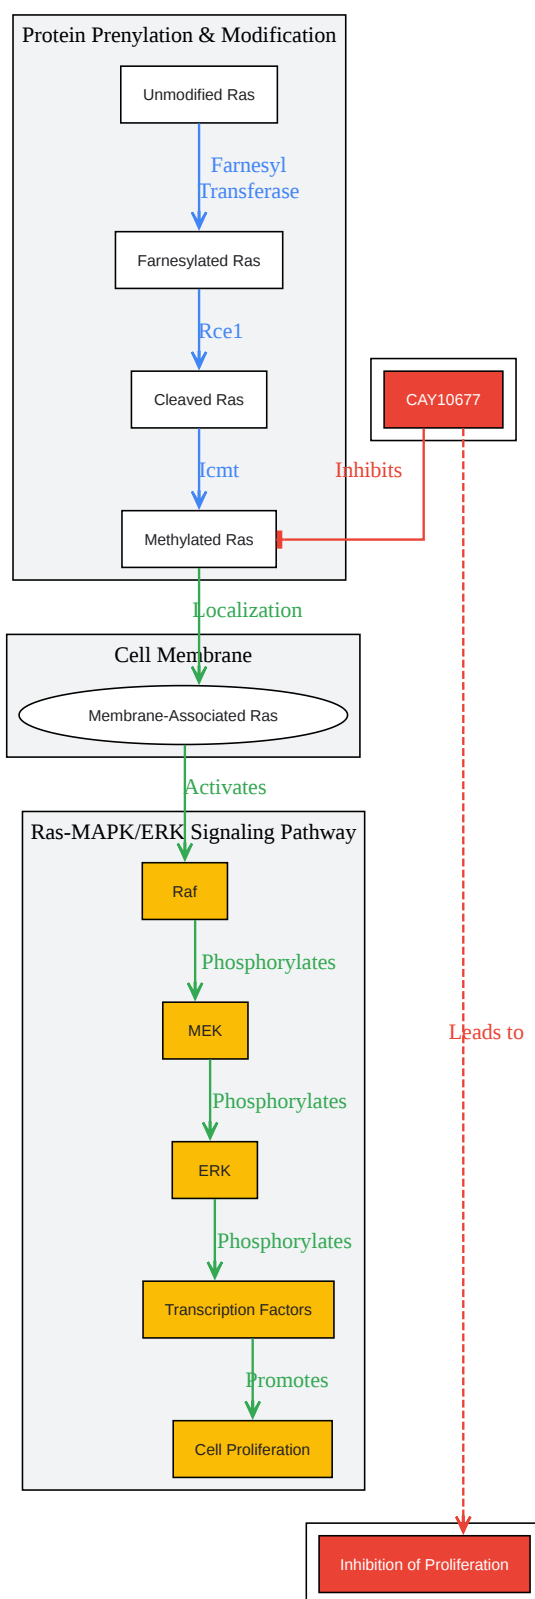 Protein Prenylation & Modification
Unmodified Ras
Farnesyl
Transferase
Farnesylated Ras
Rce1
Cleaved Ras
CAY10677
Icmt
Inhibits
Methylated Ras
Localization
Cell Membrane
Membrane-Associated Ras
Activates
Ras-MAPK/ERK Signaling Pathway
Raf
Phosphorylates
MEK
Leads to
Phosphorylates
ERK
Phosphorylates
Transcription Factors
Promotes
Cell Proliferation
Inhibition of Proliferation